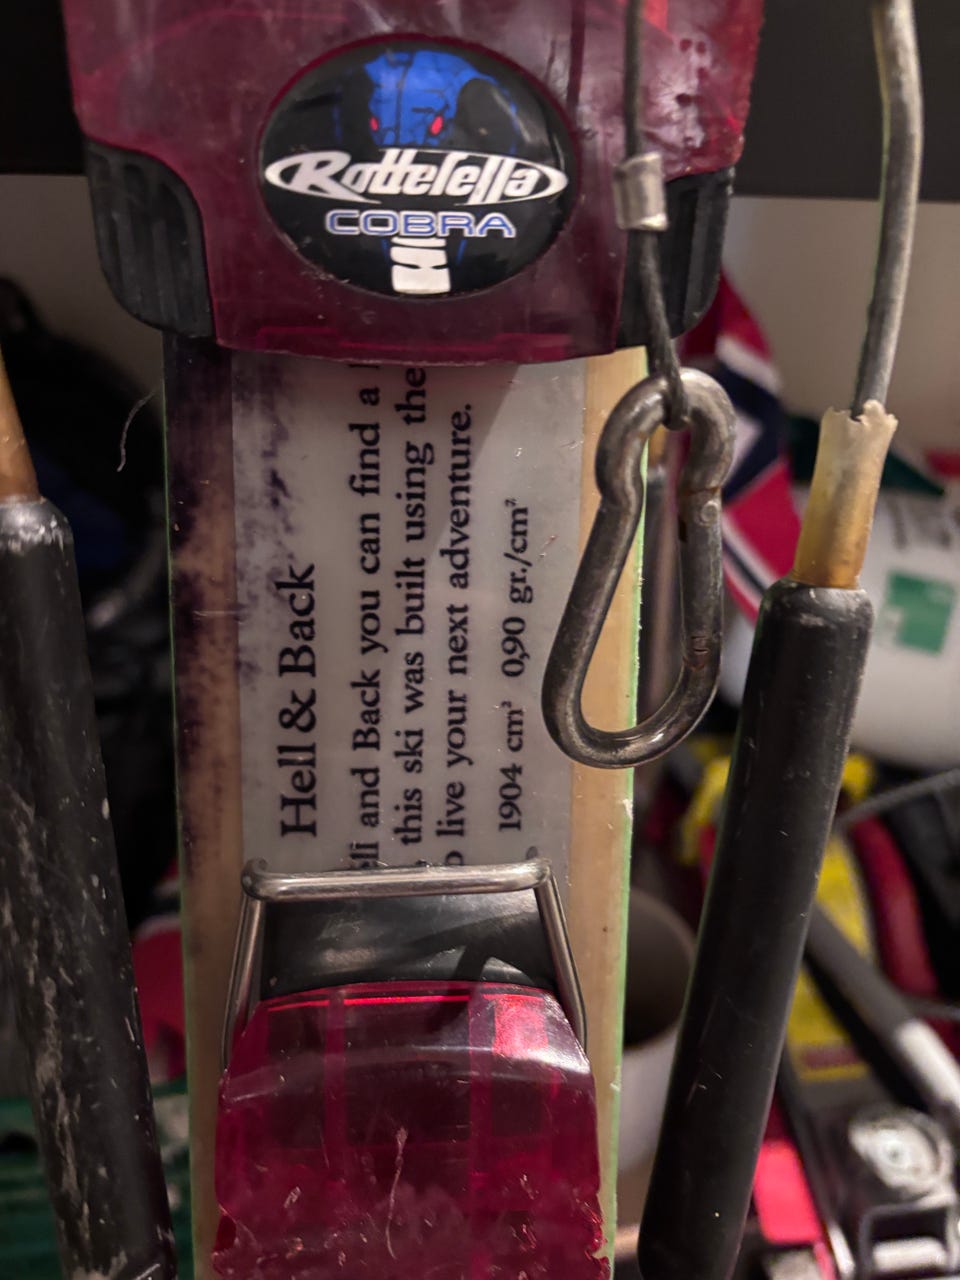 Rottefella
COBRA
Hell & Back
and Back you can find a
this ski was built using the
live your next adventure.
1904 cm² 0,90 gr./cm²